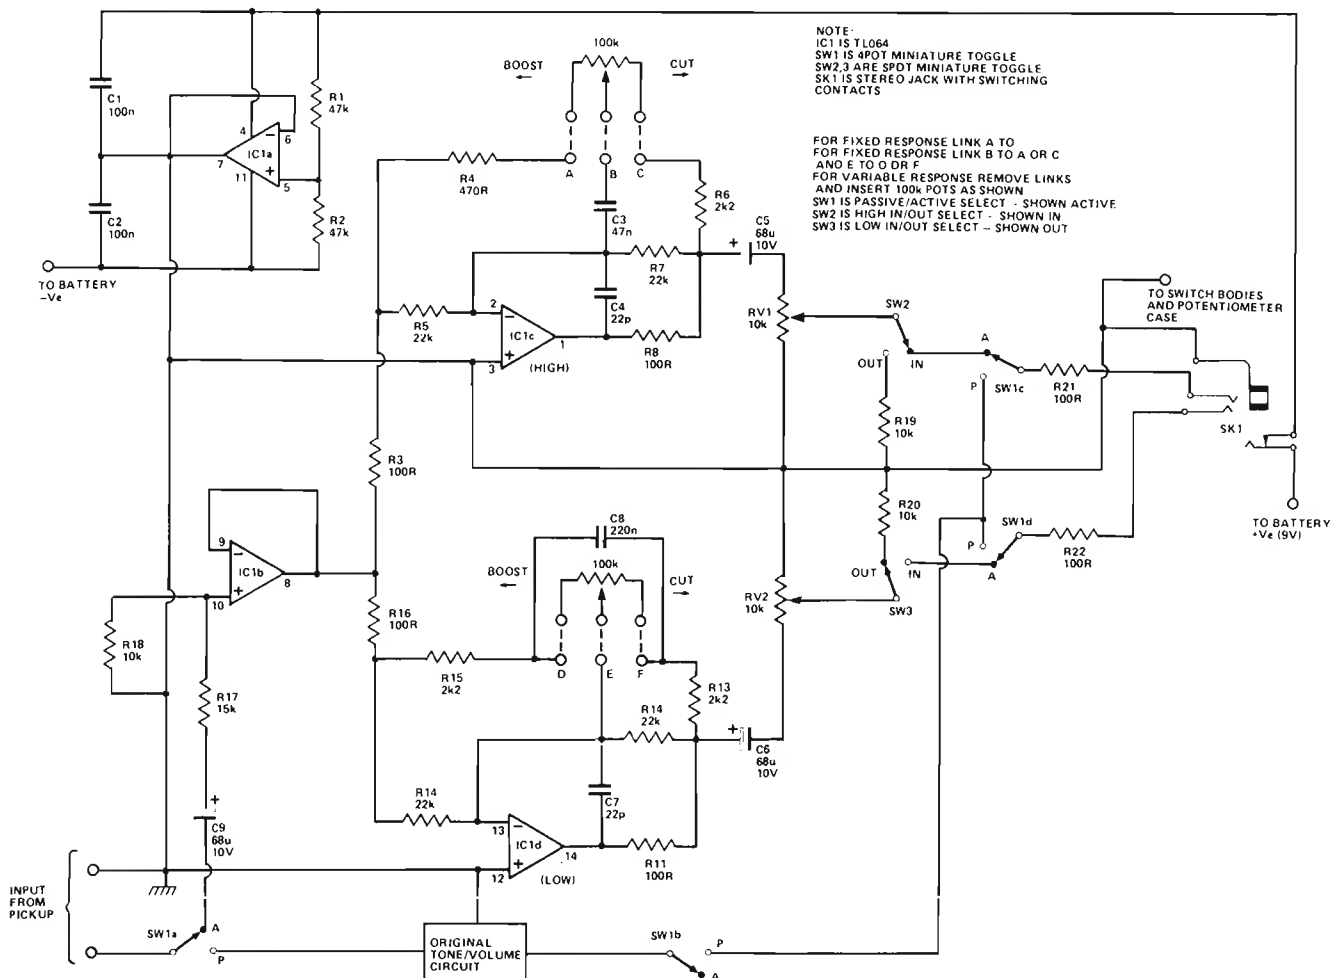 NOTE:
IC1 IS TL064
SW1 IS 4POT MINIATURE TOGGLE
SW2,3 ARE SPDT MINIATURE TOGGLE
SK1 IS STEREO JACK WITH SWITCHING
CONTACTS
FOR FIXED RESPONSE LINK A TO
FOR FIXED RESPONSE LINK B TO A OR C
AND E TO D OR F
FOR VARIABLE RESPONSE REMOVE LINKS
AND INSERT 100k POTS AS SHOWN
SW1 IS PASSIVE/ACTIVE SELECT - SHOWN ACTIVE
SW2 IS HIGH IN/OUT SELECT - SHOWN IN
SW3 IS LOW IN/OUT SELECT - SHOWN OUT
C1
100n
C2
100n
4
6
IC1a
7
11
5
R1
47k
R2
47k
TO BATTERY
-Ve
100k
BOOST
CUT
A
B
C
R4
470R
C3
47n
R6
2k2
C5
68u
10V
+
R7
22k
C4
22p
R5
22k
2
IC1c
1
3
(HIGH)
R8
100R
RV1
10k
SW2
OUT
IN
A
P
SW1c
R21
100R
TO SWITCH BODIES
AND POTENTIOMETER
CASE
SK1
TO BATTERY
+Ve (9V)
R19
10k
R20
10k
R3
100R
9
IC1b
8
10
R18
10k
R17
15k
R16
100R
C8
220n
BOOST
100k
CUT
D
E
F
R15
2k2
R13
2k2
R14
22k
+
C6
68u
10V
RV2
10k
OUT
IN
SW3
P
A
SW1d
R22
100R
C7
22p
R14
22k
13
IC1d
14
12
(LOW)
R11
100R
+
C9
68u
10V
INPUT
FROM
PICKUP
SW1a
A
P
ORIGINAL
TONE/VOLUME
CIRCUIT
SW1b
P
A